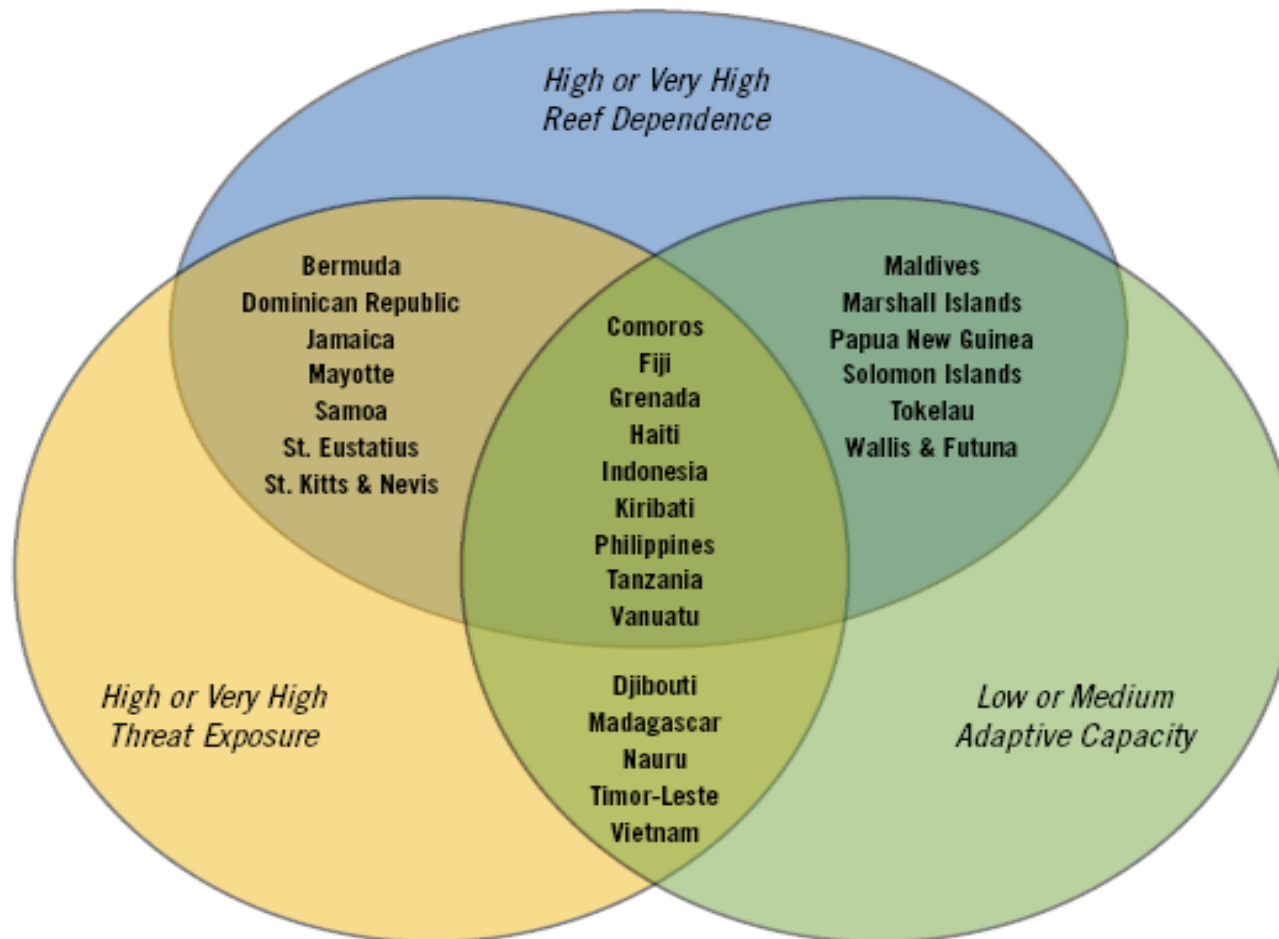 High or Very High
Reef Dependence
Bermuda
Dominican Republic
Jamaica
Mayotte
Samoa
St. Eustatius
St. Kitts & Nevis
Comoros
Fiji
Grenada
Haiti
Indonesia
Kiribati
Philippines
Tanzania
Vanuatu
Maldives
Marshall Islands
Papua New Guinea
Solomon Islands
Tokelau
Wallis & Futuna
High or Very High
Threat Exposure
Djibouti
Madagascar
Nauru
Timor-Leste
Vietnam
Low or Medium
Adaptive Capacity